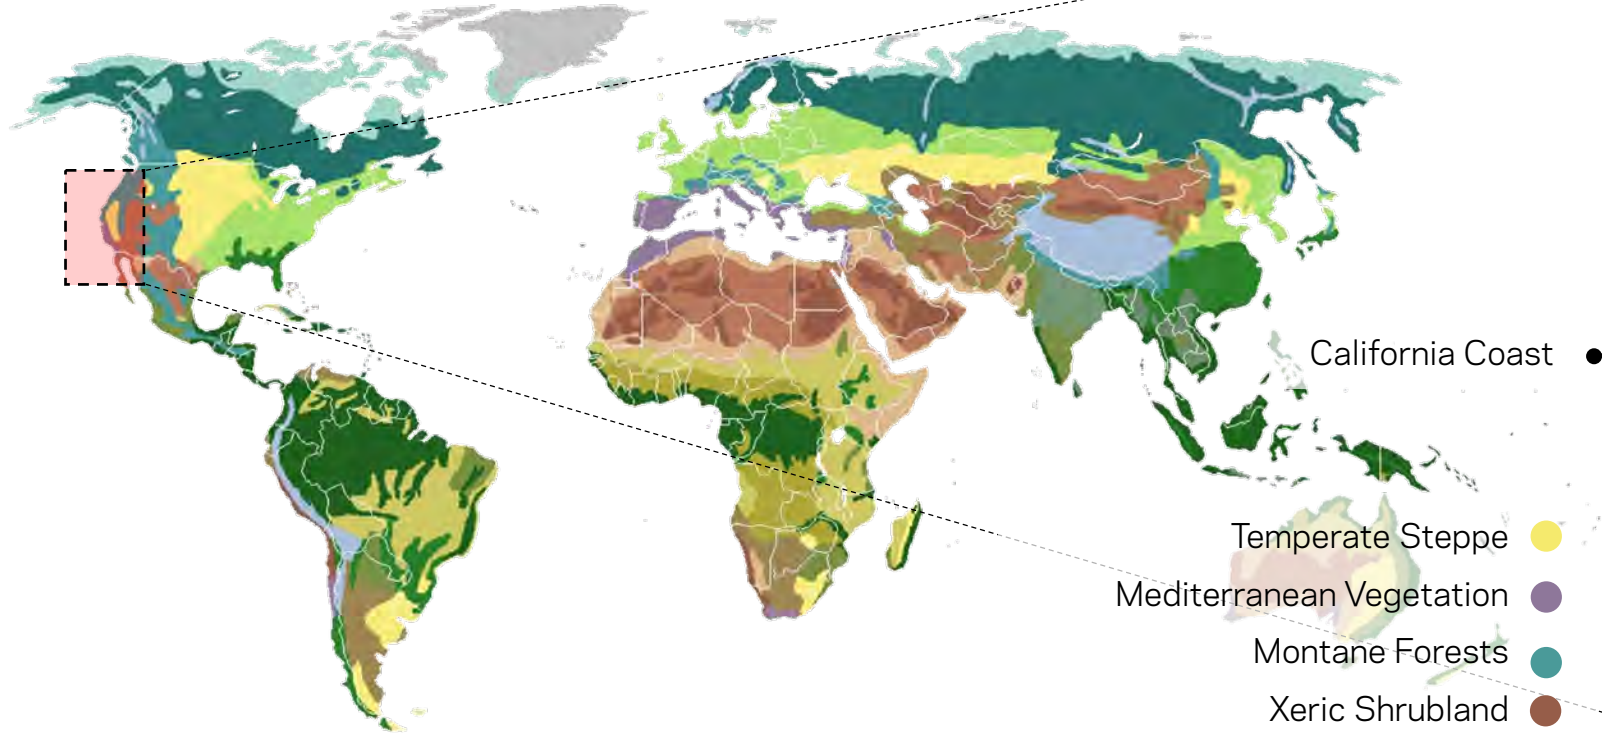 California Coast
Temperate Steppe
Mediterranean Vegetation
Montane Forests
Xeric Shrubland